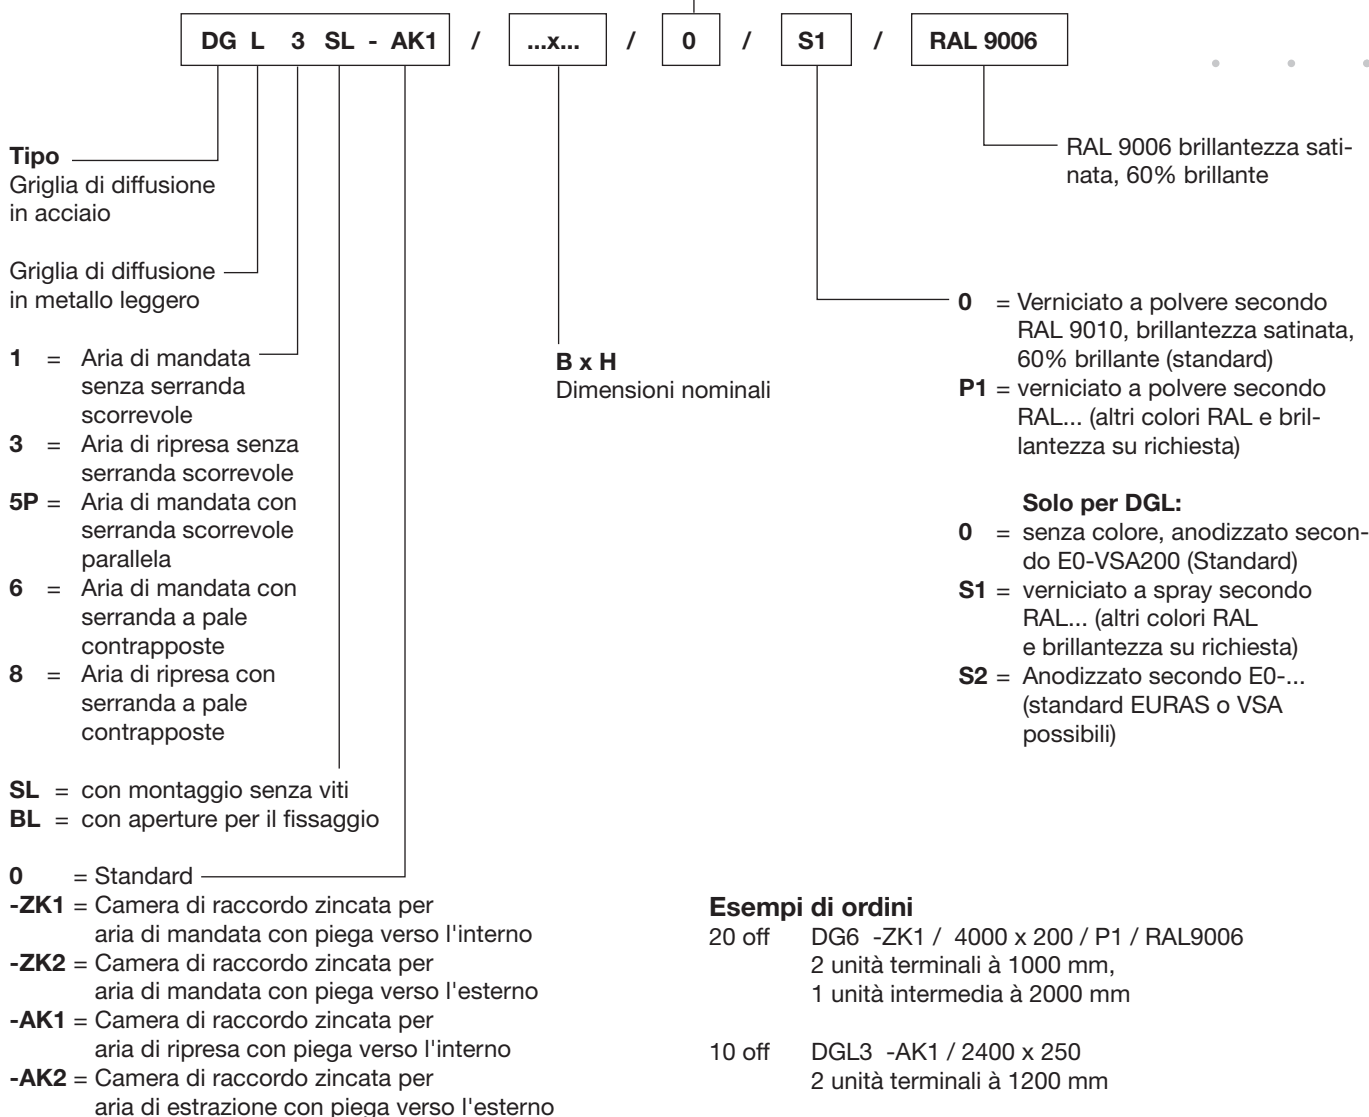 DG L 3 SL - AK1 / ...x... / 0 / S1 / RAL 9006
Tipo
Griglia di diffusione
in acciaio
Griglia di diffusione
in metallo leggero
1 = Aria di mandata
senza serranda
scorrevole
3 = Aria di ripresa senza
serranda scorrevole
5P = Aria di mandata con
serranda scorrevole
parallela
6 = Aria di mandata con
serranda a pale
contrapposte
8 = Aria di ripresa con
serranda a pale
contrapposte
SL = con montaggio senza viti
BL = con aperture per il fissaggio
0 = Standard
-ZK1 = Camera di raccordo zincata per
aria di mandata con piega verso l'interno
-ZK2 = Camera di raccordo zincata per
aria di mandata con piega verso l'esterno
-AK1 = Camera di raccordo zincata per
aria di ripresa con piega verso l'interno
-AK2 = Camera di raccordo zincata per
aria di estrazione con piega verso l'esterno
B x H
Dimensioni nominali
RAL 9006 brillantezza sati-
nata, 60% brillante
0 = Verniciato a polvere secondo
RAL 9010, brillantezza satinata,
60% brillante (standard)
P1 = verniciato a polvere secondo
RAL... (altri colori RAL e bril-
lantezza su richiesta)
Solo per DGL:
0 = senza colore, anodizzato secon-
do E0-VSA200 (Standard)
S1 = verniciato a spray secondo
RAL... (altri colori RAL
e brillantezza su richiesta)
S2 = Anodizzato secondo E0-...
(standard EURAS o VSA
possibili)
Esempi di ordini
20 off DG6 -ZK1 / 4000 x 200 / P1 / RAL9006
2 unità terminali à 1000 mm,
1 unità intermedia à 2000 mm
10 off DGL3 -AK1 / 2400 x 250
2 unità terminali à 1200 mm